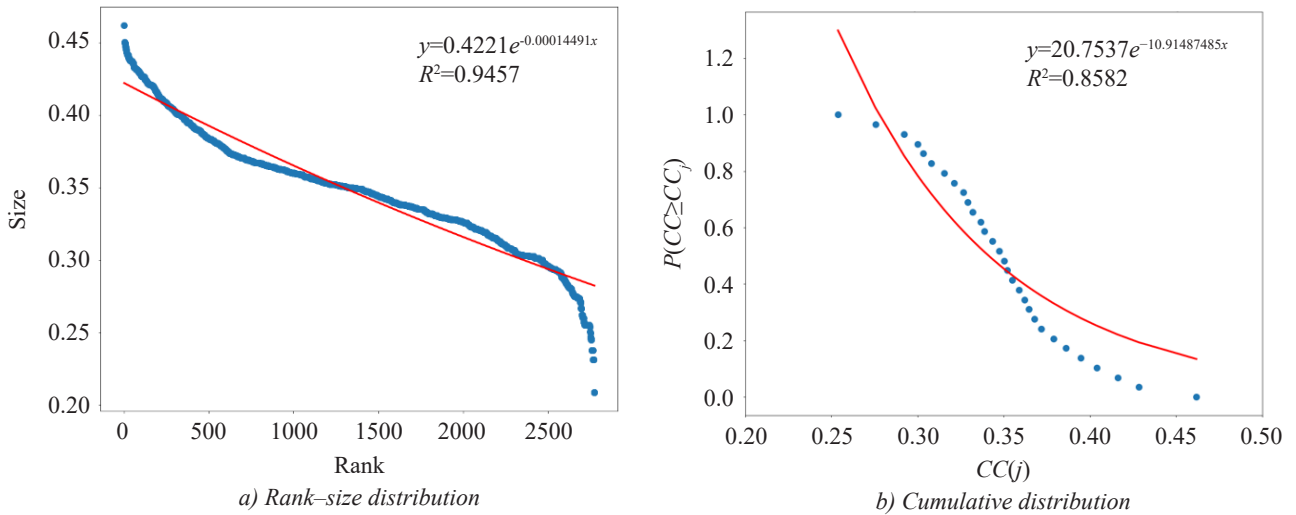 y=0.4221e^{-0.00014491x}
R²=0.9457
0.45
0.40
0.35
0.30
0.25
0.20
Size
0
500
1000
1500
2000
2500
Rank
a) Rank–size distribution
y=20.7537e^{−10.91487485x}
R²=0.8582
1.2
1.0
0.8
0.6
0.4
0.2
0.0
P(CC≥CC_j)
0.20
0.25
0.30
0.35
0.40
0.45
0.50
CC(j)
b) Cumulative distribution